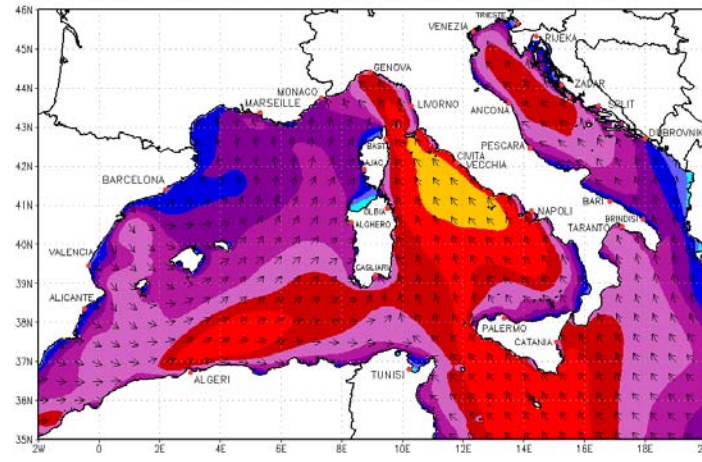 46N
TRIESTE
VENEZIA
RIJEKA
45N
GENOVA
44N
MONACO
ZADAR
MARSEILLE
LIVORNO
ANCONA
SPLIT
43N
DUBROVNIK
PESCARA
BASTI
CIVITA
VECCHIA
42N
AJAC
BARCELONA
41N
OLBIA
NAPOLI
BARI
BRINDISI
ALGHERO
TARANTO
40N
VALENCIA
CAGLIARI
39N
ALICANTE
38N
PALERMO
CATANIA
37N
ALGERI
TUNISI
36N
35N
2W 0 2E 4E 6E 8E 10E 12E 14E 16E 18E